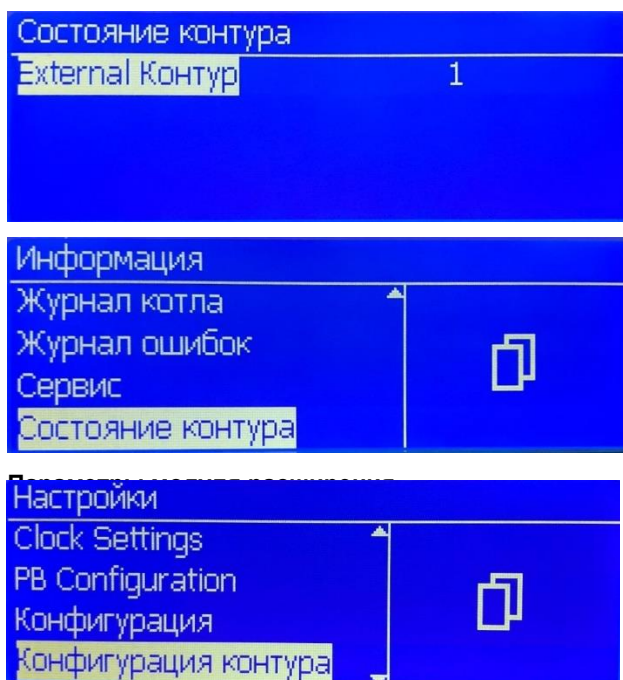 Состояние контура
External Контур 1
Информация
Журнал котла
Журнал ошибок
Сервис
Состояние контура
Настройки
Clock Settings
PB Configuration
Конфигурация
Конфигурация контура